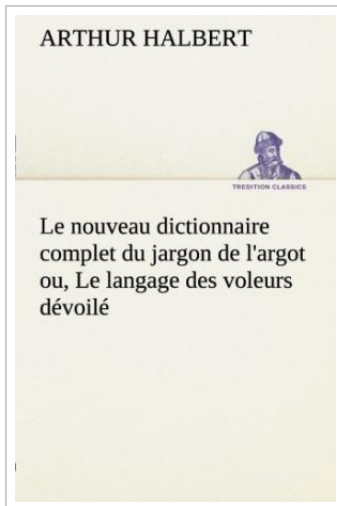 ARTHUR HALBERT
TREDITION CLASSICS
Le nouveau dictionnaire
complet du jargon de l'argot
ou, Le langage des voleurs
dévoilé